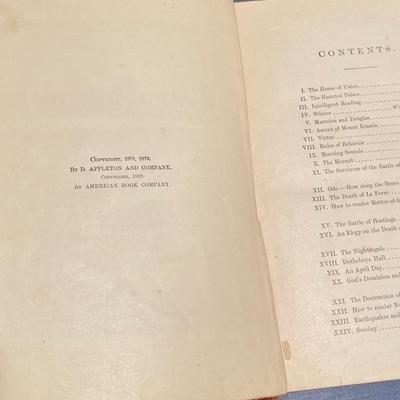 Copyright, 1878, 1879,
By D. APPLETON AND COMPANY.
Copyright, 1902.
By AMERICAN BOOK COMPANY.
CONTENTS.
I. The House of Usher
II. The Haunted Palace
III. Intelligent Reading
IV. Winter
V. Marmion and Douglas
VI. Ascent of Mount Ktaadn
VII. Virtue
VIII. Rules of Behavior
IX. Morning Sounds
X. The Hermit
XI. The Survivors of the Battle of
XII. Ode—How sleep the Brave
XIII. The Death of Le Fevre
XIV. How to render Matter-of-fa
XV. The Battle of Hastings
XVI. An Elegy on the Death o
XVII. The Nightingale
XVIII. Dotheboys Hall
XIX. An April Day
XX. God's Dominion and
XXI. The Destruction of
XXII. How to render No
XXIII. Earthquakes and
XXIV. Sunday